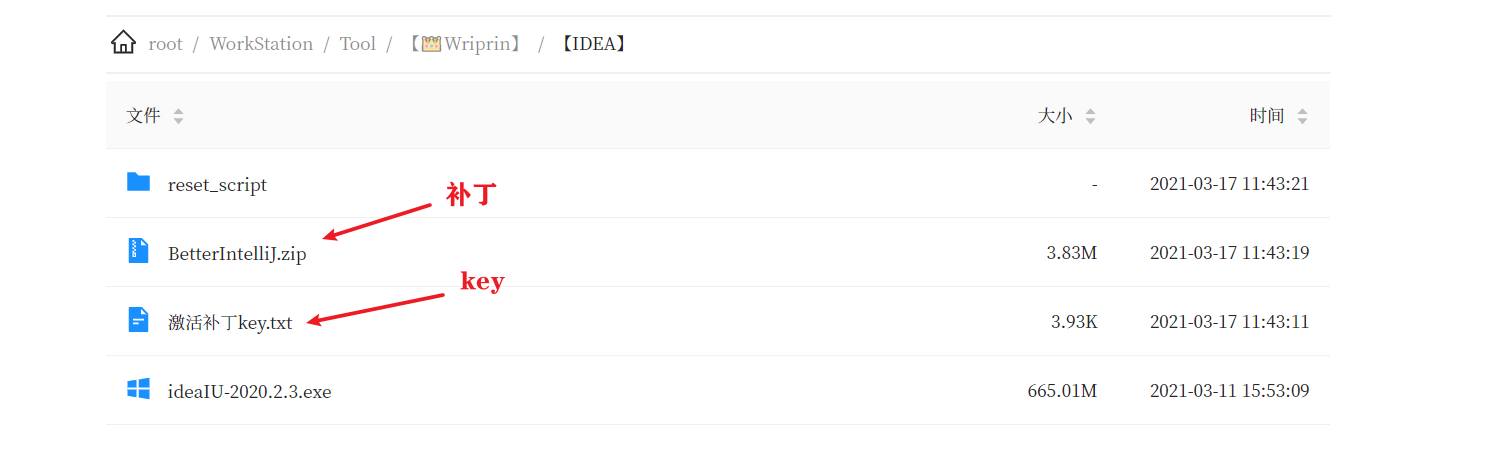 root / WorkStation / Tool / 【Wriprin】 / 【IDEA】
文件 大小 时间
reset_script - 2021-03-17 11:43:21
补丁
BetterIntelliJ.zip 3.83M 2021-03-17 11:43:19
key
激活补丁key.txt 3.93K 2021-03-17 11:43:11
ideaIU-2020.2.3.exe 665.01M 2021-03-11 15:53:09